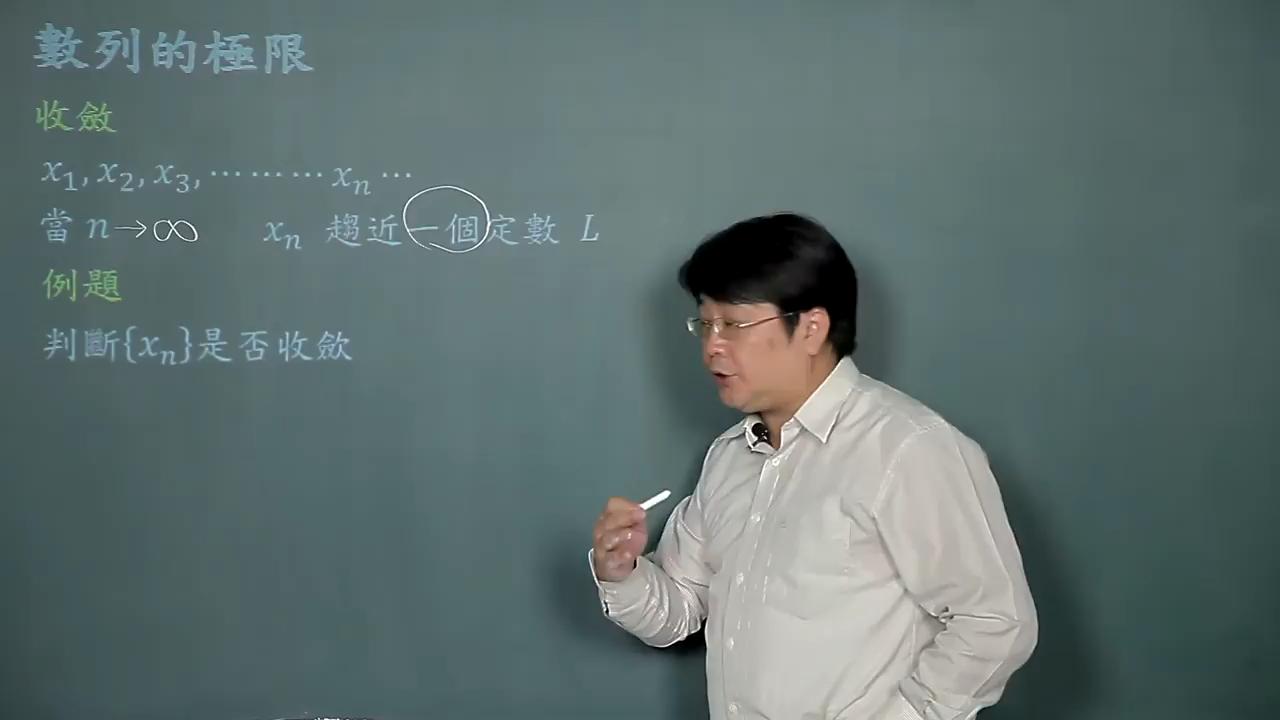 數列的極限
收斂
x₁, x₂, x₃, ⋯⋯⋯ xₙ ⋯
當 n → ∞ xₙ 趨近一個定數 L
例題
判斷{xₙ}是否收斂